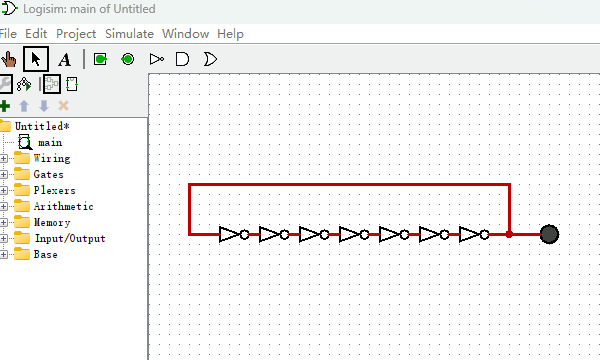 Logisim: main of Untitled
File Edit Project Simulate Window Help
A
Untitled*
main
Wiring
Gates
Plexers
Arithmetic
Memory
Input/Output
Base